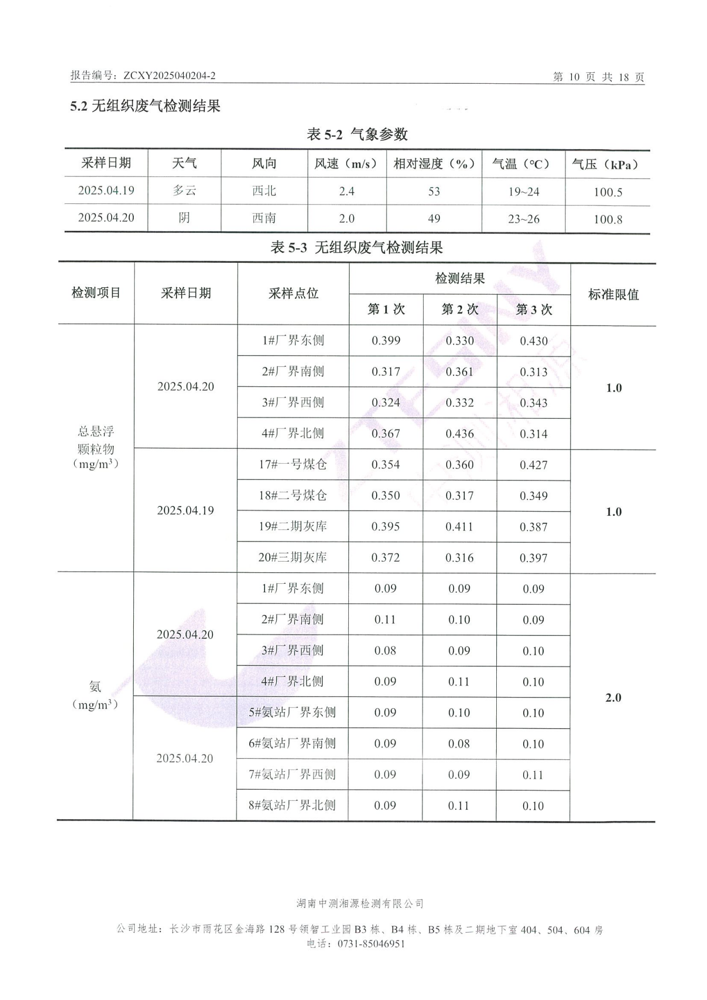 报告编号：ZCXY2025040204-2 第 10 页 共 18 页
5.2 无组织废气检测结果
表 5-2 气象参数
采样日期 天气 风向 风速（m/s） 相对湿度（%） 气温（℃） 气压（kPa）
2025.04.19 多云 西北 2.4 53 19~24 100.5
2025.04.20 阴 西南 2.0 49 23~26 100.8
表 5-3 无组织废气检测结果
检测项目 采样日期 采样点位 检测结果 标准限值
第 1 次 第 2 次 第 3 次
总悬浮
颗粒物
（mg/m³）
2025.04.20
1#厂界东侧 0.399 0.330 0.430
2#厂界南侧 0.317 0.361 0.313
3#厂界西侧 0.324 0.332 0.343
4#厂界北侧 0.367 0.436 0.314
1.0
2025.04.19
17#一号煤仓 0.354 0.360 0.427
18#二号煤仓 0.350 0.317 0.349
19#二期灰库 0.395 0.411 0.387
20#三期灰库 0.372 0.316 0.397
1.0
氨
（mg/m³）
2025.04.20
1#厂界东侧 0.09 0.09 0.09
2#厂界南侧 0.11 0.10 0.09
3#厂界西侧 0.08 0.09 0.10
4#厂界北侧 0.09 0.11 0.10
2025.04.20
5#氨站厂界东侧 0.09 0.10 0.10
6#氨站厂界南侧 0.09 0.08 0.10
7#氨站厂界西侧 0.09 0.09 0.11
8#氨站厂界北侧 0.09 0.11 0.10
2.0
ZTESINY
中测湘源
湖南中测湘源检测有限公司
公司地址：长沙市雨花区金海路 128 号领智工业园 B3 栋、B4 栋、B5 栋及二期地下室 404、504、604 房
电话：0731-85046951